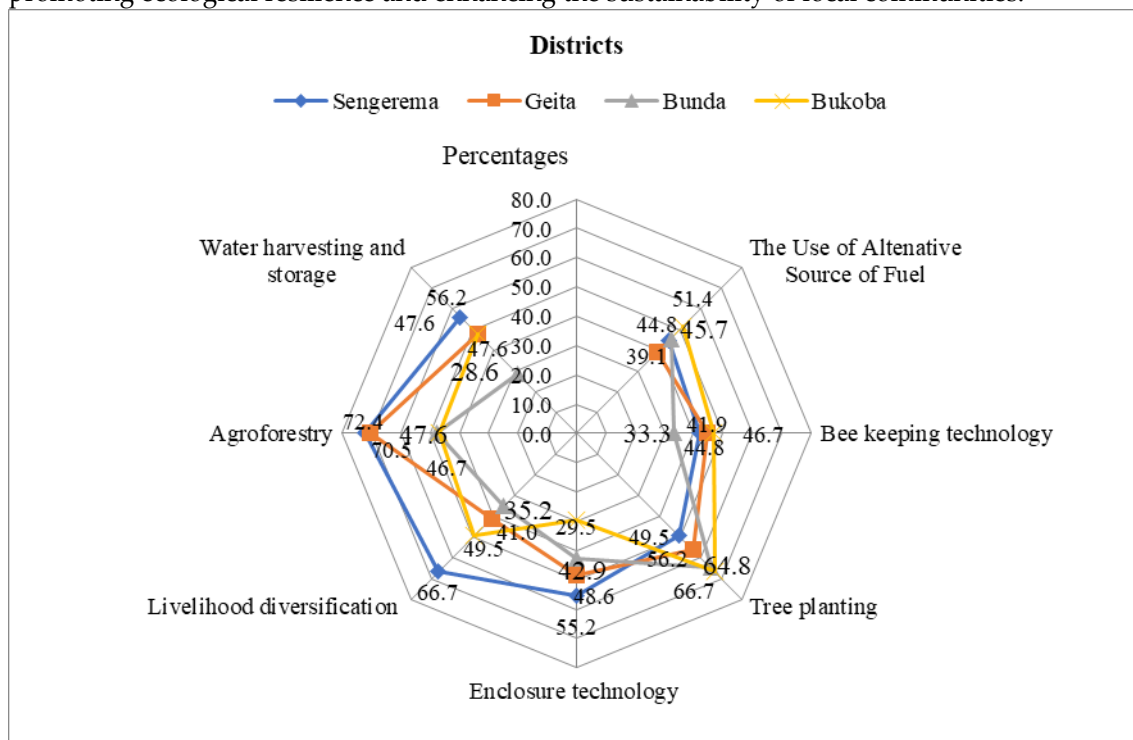 promoting ecological resilience and enhancing the sustainability of local communities.
Districts
Sengerema Geita Bunda Bukoba
Percentages
80.0
70.0
60.0
50.0
40.0
30.0
20.0
10.0
0.0
The Use of Altenative
Source of Fuel
51.4
44.8 45.7
39.1
Bee keeping technology
41.9
33.3 46.7
44.8
Tree planting
49.5
56.2 64.8
66.7
Enclosure technology
29.5
42.9
48.6
55.2
Livelihood diversification
35.2
41.0
49.5
66.7
Agroforestry
72.4
70.5
47.6
46.7
Water harvesting and
storage
56.2
47.6
47.6
28.6